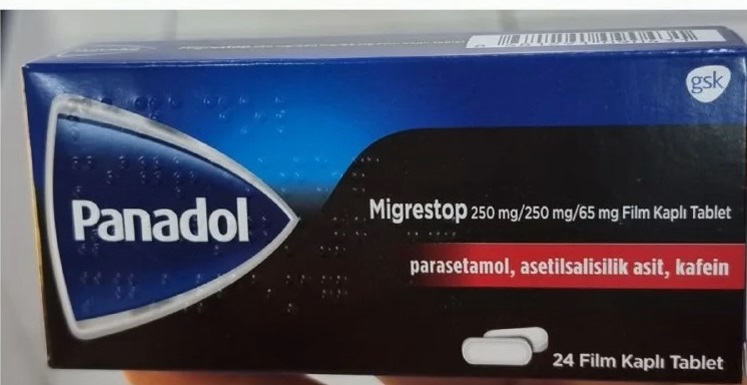 gsk
Panadol
Migrestop 250 mg/250 mg/65 mg Film Kaplı Tablet
parasetamol, asetilsalisilik asit, kafein
24 Film Kaplı Tablet